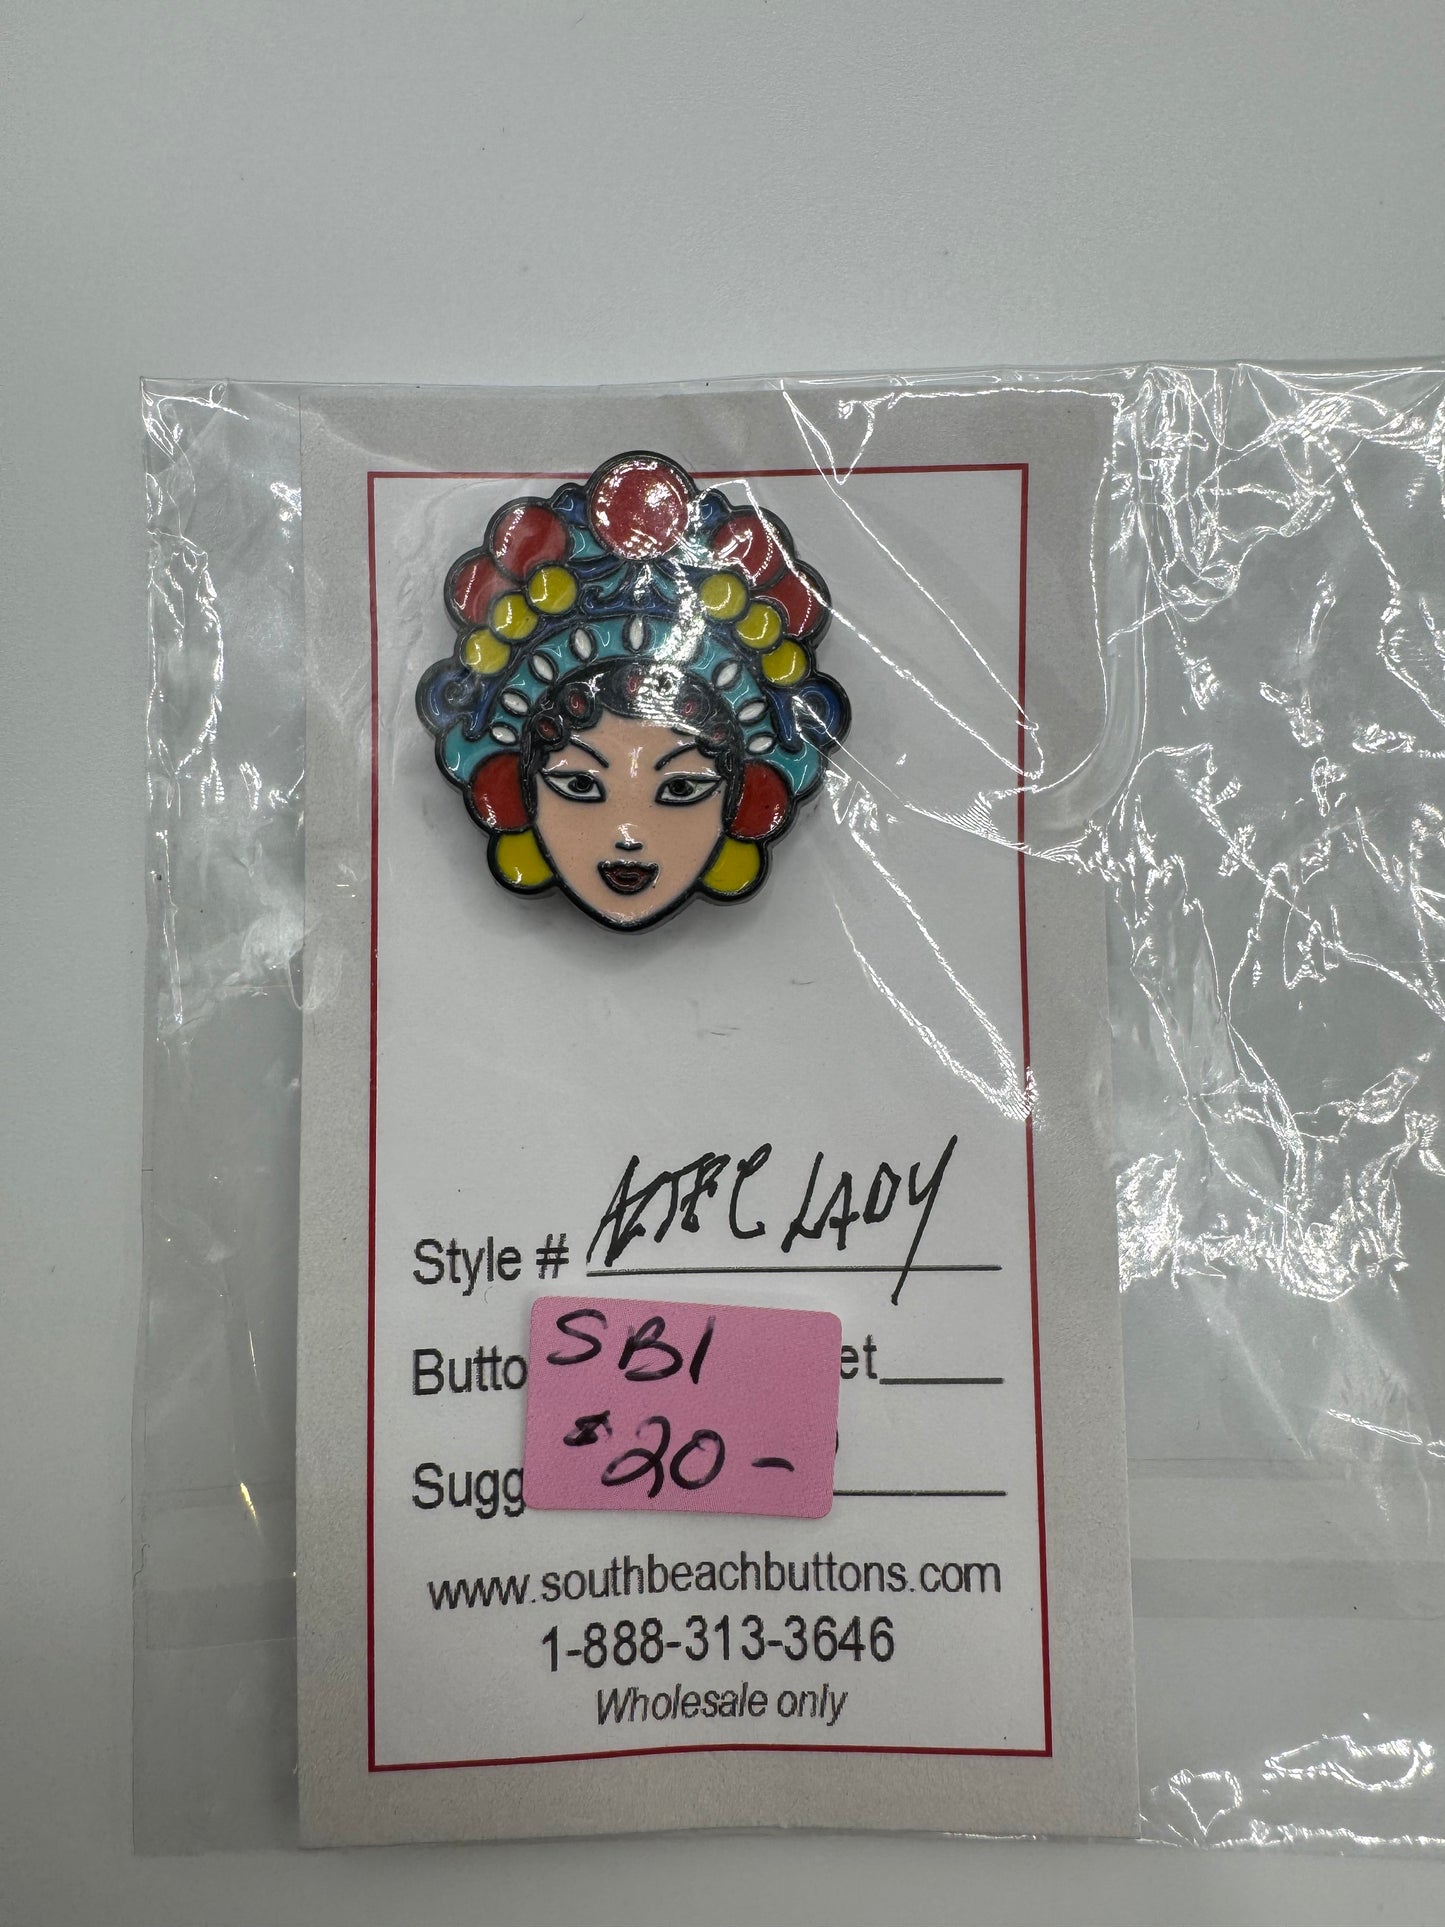 Style # AZTEC LADY
Butto SB1 et
Sugg $20-
www.southbeachbuttons.com
1-888-313-3646
Wholesale only